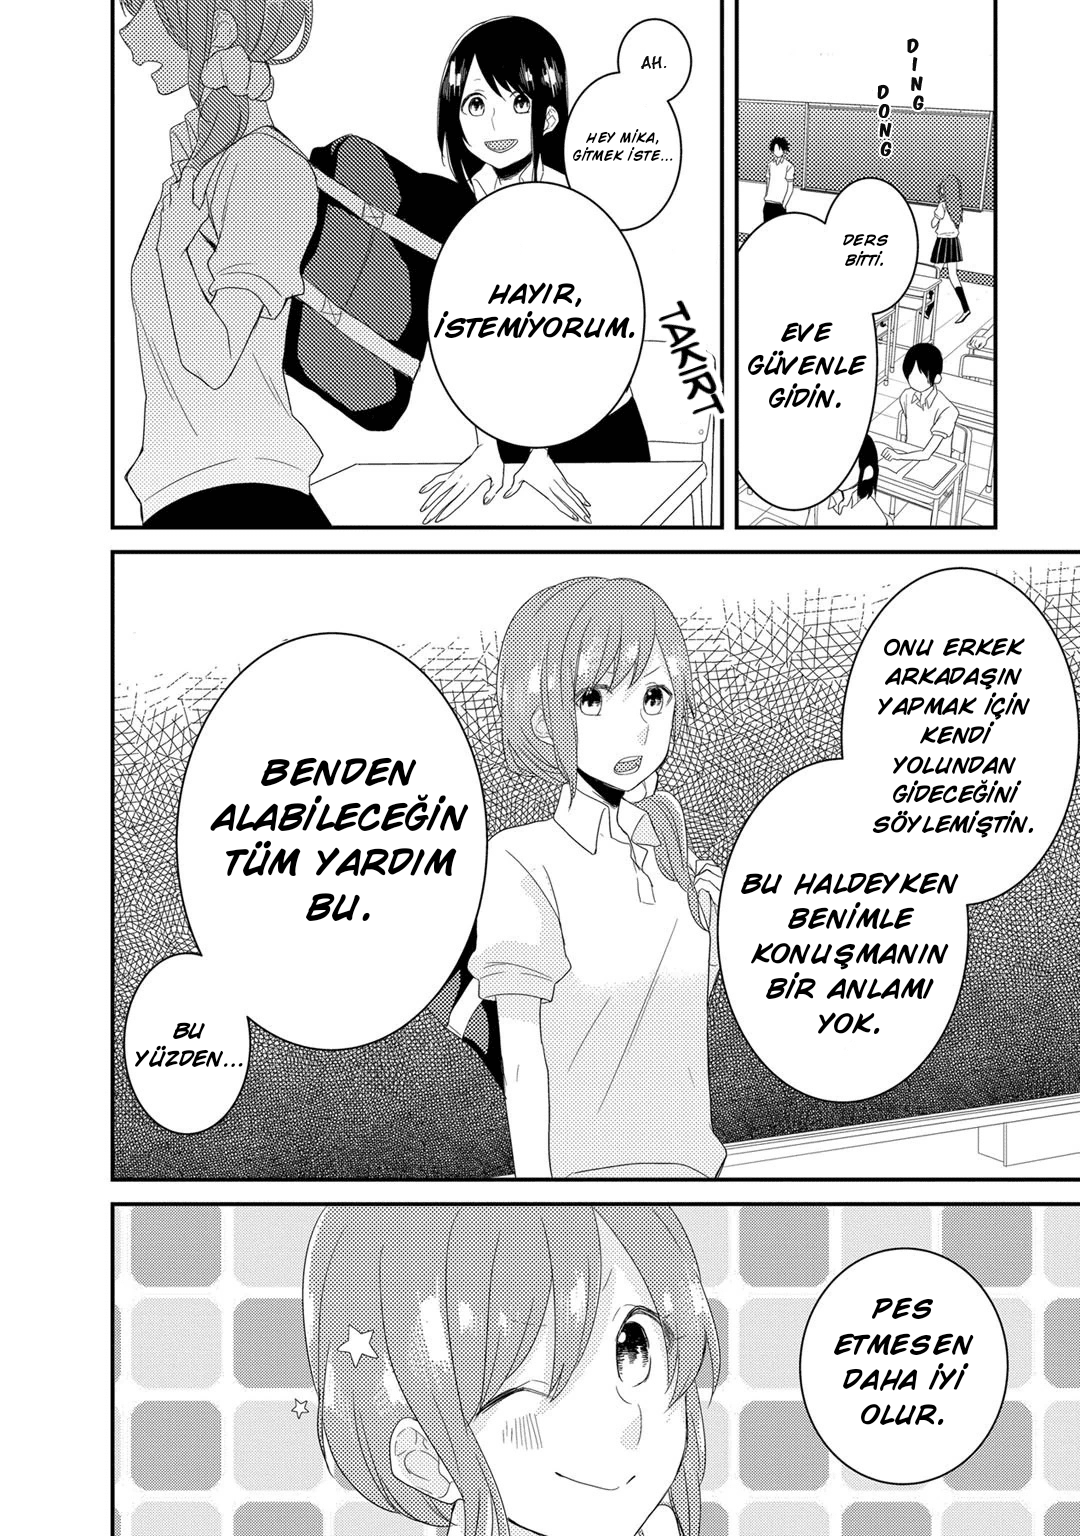 DING
DONG
DERS
BİTTİ.
EVE
GÜVENLE
GİDİN.
AH.
HEY MİKA,
GİTMEK İSTE...
HAYIR,
İSTEMİYORUM.
TAKIRT
ONU ERKEK
ARKADAŞIN
YAPMAK İÇİN
KENDİ
YOLUNDAN
GİDECEĞİNİ
SÖYLEMİŞTİN.
BU HALDEYKEN
BENİMLE
KONUŞMANIN
BİR ANLAMI
YOK.
BENDEN
ALABİLECEĞİN
TÜM YARDIM
BU.
BU
YÜZDEN...
PES
ETMESEN
DAHA İYİ
OLUR.